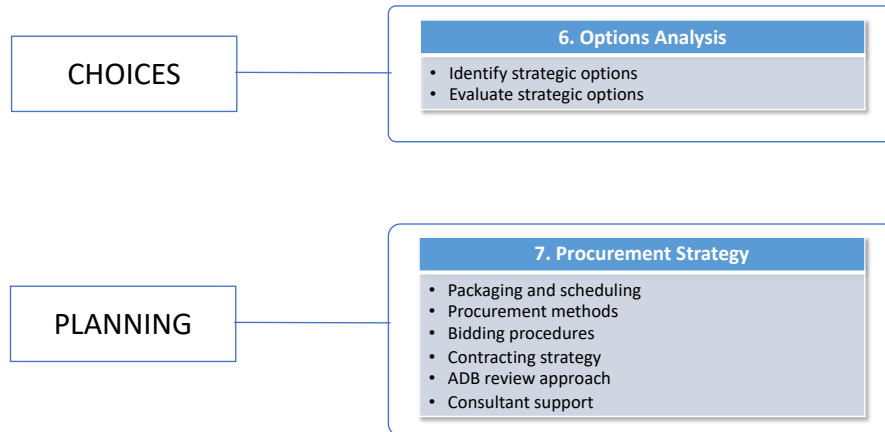 CHOICES
6. Options Analysis
• Identify strategic options
• Evaluate strategic options
PLANNING
7. Procurement Strategy
• Packaging and scheduling
• Procurement methods
• Bidding procedures
• Contracting strategy
• ADB review approach
• Consultant support